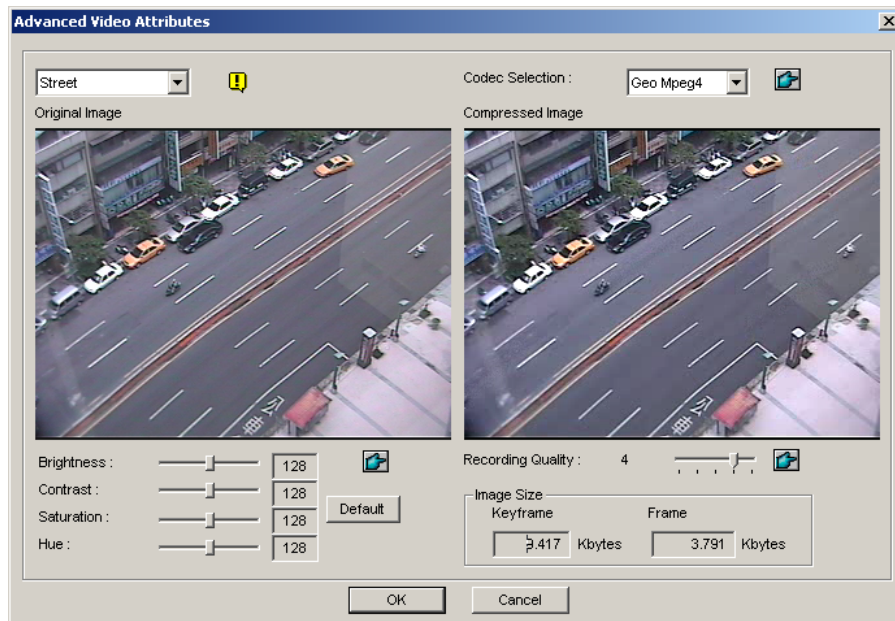 Advanced Video Attributes
Street
Codec Selection :
Geo Mpeg4
Original Image
Compressed Image
Brightness :
128
Contrast :
128
Saturation :
128
Hue :
128
Default
Recording Quality :
4
Image Size
Keyframe
Frame
Kbytes
3.791
Kbytes
OK
Cancel